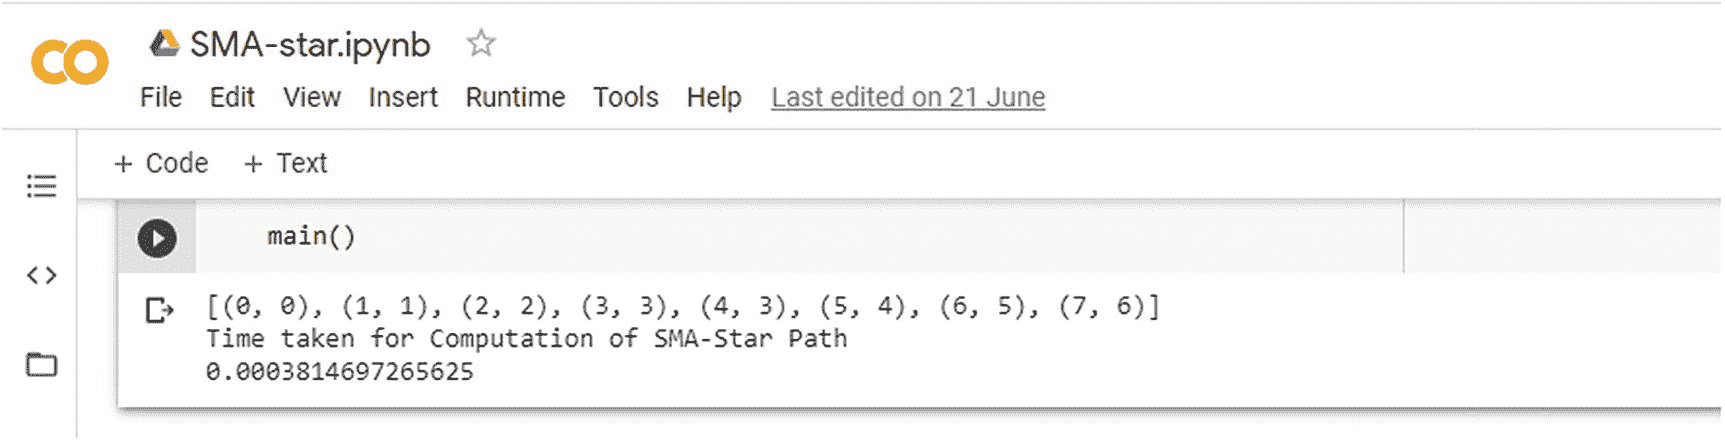 SMA-star.ipynb
File Edit View Insert Runtime Tools Help Last edited on 21 June
+ Code + Text
main()
[(0, 0), (1, 1), (2, 2), (3, 3), (4, 3), (5, 4), (6, 5), (7, 6)]
Time taken for Computation of SMA-Star Path
0.0003814697265625